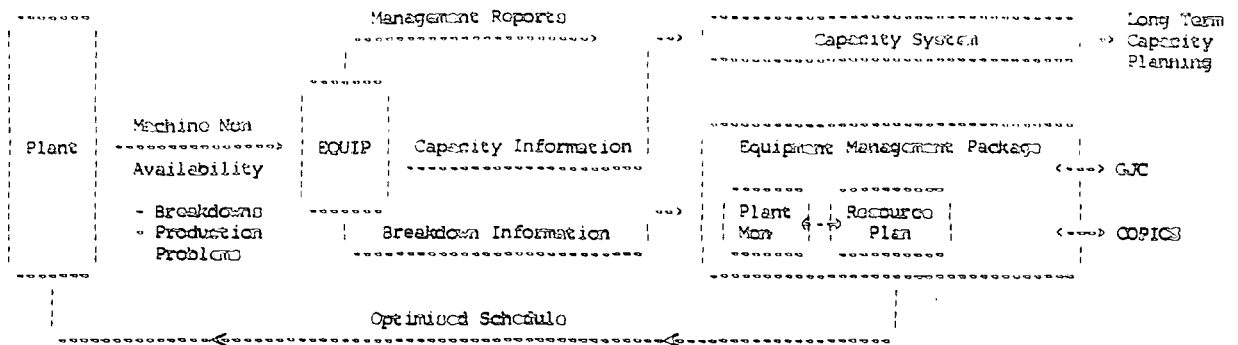 Management Reports
Long Term
Capacity System
Capacity
Planning
Machine Non
Plant
EQUIP
Capacity Information
Equipment Management Package
Availability
GJC
- Breakdowns
Plant
Resource
- Production
Breakdown Information
Mon
Plan
COPICS
Problems
Optimised Schedule